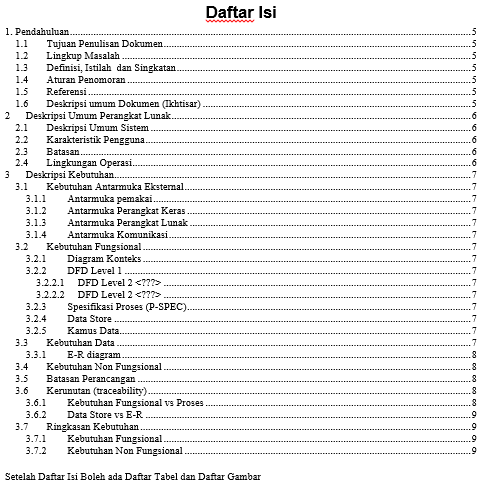 Daftar Isi
1. Pendahuluan 5
1.1 Tujuan Penulisan Dokumen 5
1.2 Lingkup Masalah 5
1.3 Definisi, Istilah dan Singkatan 5
1.4 Aturan Penomoran 5
1.5 Referensi 5
1.6 Deskripsi umum Dokumen (Ikhtisar) 5
2 Deskripsi Umum Perangkat Lunak 6
2.1 Deskripsi Umum Sistem 6
2.2 Karakteristik Pengguna 6
2.3 Batasan 6
2.4 Lingkungan Operasi 6
3 Deskripsi Kebutuhan 7
3.1 Kebutuhan Antarmuka Eksternal 7
3.1.1 Antarmuka pemakai 7
3.1.2 Antarmuka Perangkat Keras 7
3.1.3 Antarmuka Perangkat Lunak 7
3.1.4 Antarmuka Komunikasi 7
3.2 Kebutuhan Fungsional 7
3.2.1 Diagram Konteks 7
3.2.2 DFD Level 1 7
3.2.2.1 DFD Level 2 <???> 7
3.2.2.2 DFD Level 2 <???> 7
3.2.3 Spesifikasi Proses (P-SPEC) 7
3.2.4 Data Store 7
3.2.5 Kamus Data 7
3.3 Kebutuhan Data 7
3.3.1 E-R diagram 8
3.4 Kebutuhan Non Fungsional 8
3.5 Batasan Perancangan 8
3.6 Kerunutan (traceability) 8
3.6.1 Kebutuhan Fungsional vs Proses 8
3.6.2 Data Store vs E-R 9
3.7 Ringkasan Kebutuhan 9
3.7.1 Kebutuhan Fungsional 9
3.7.2 Kebutuhan Non Fungsional 9
Setelah Daftar Isi Boleh ada Daftar Tabel dan Daftar Gambar